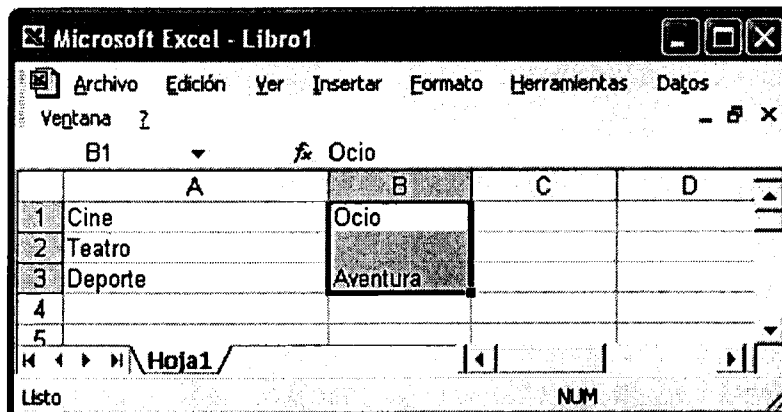 Microsoft Excel - Libro1
Archivo Edición Ver Insertar Formato Herramientas Datos
Ventana ?
B1 fx Ocio
A B C D
1 Cine Ocio
2 Teatro
3 Deporte Aventura
4
5
Hoja1
Listo NUM